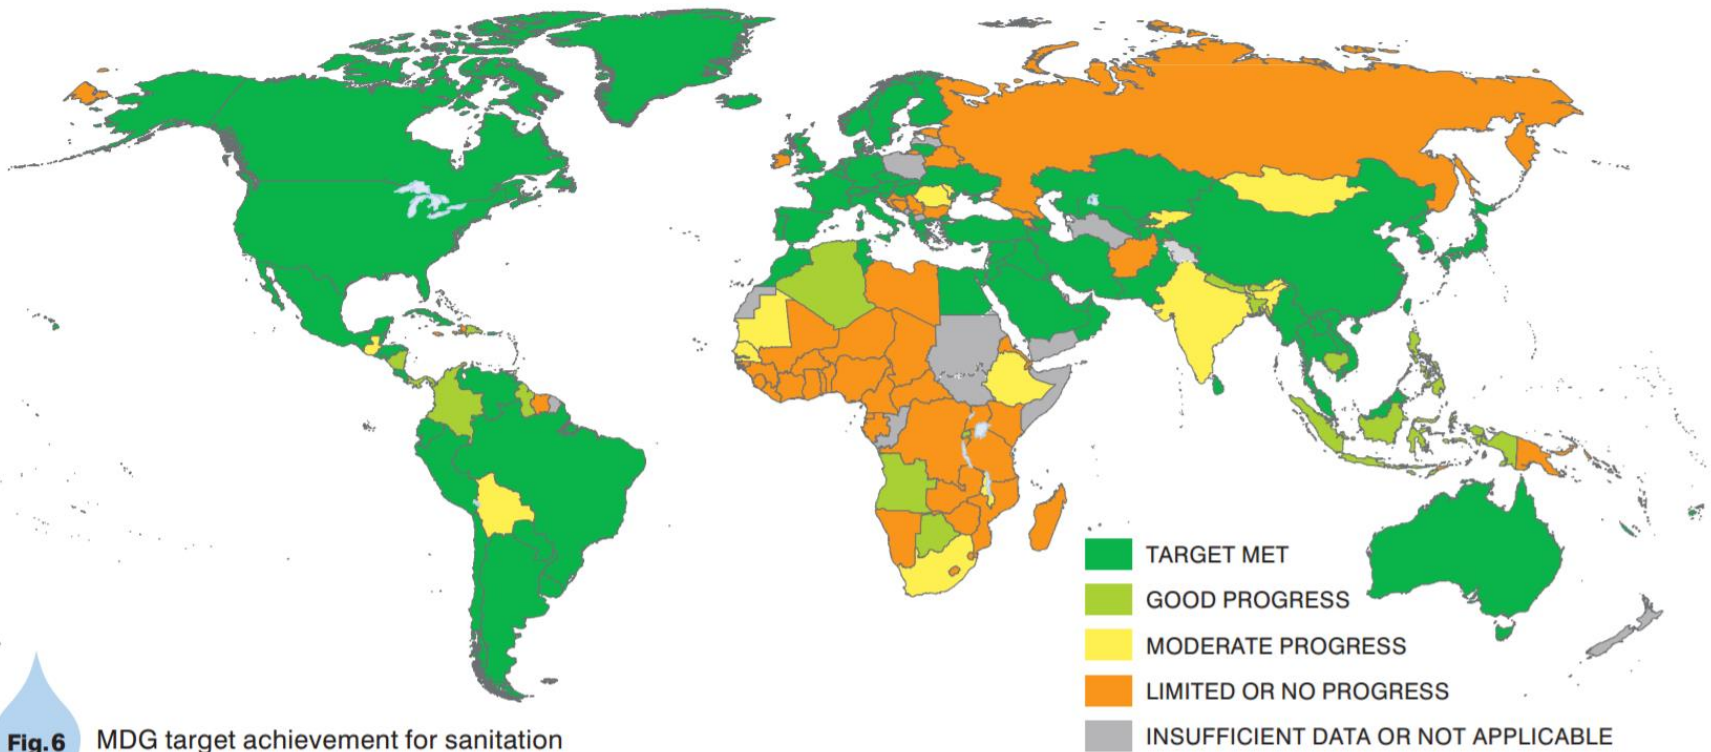 TARGET MET
GOOD PROGRESS
MODERATE PROGRESS
LIMITED OR NO PROGRESS
INSUFFICIENT DATA OR NOT APPLICABLE
Fig.6 MDG target achievement for sanitation